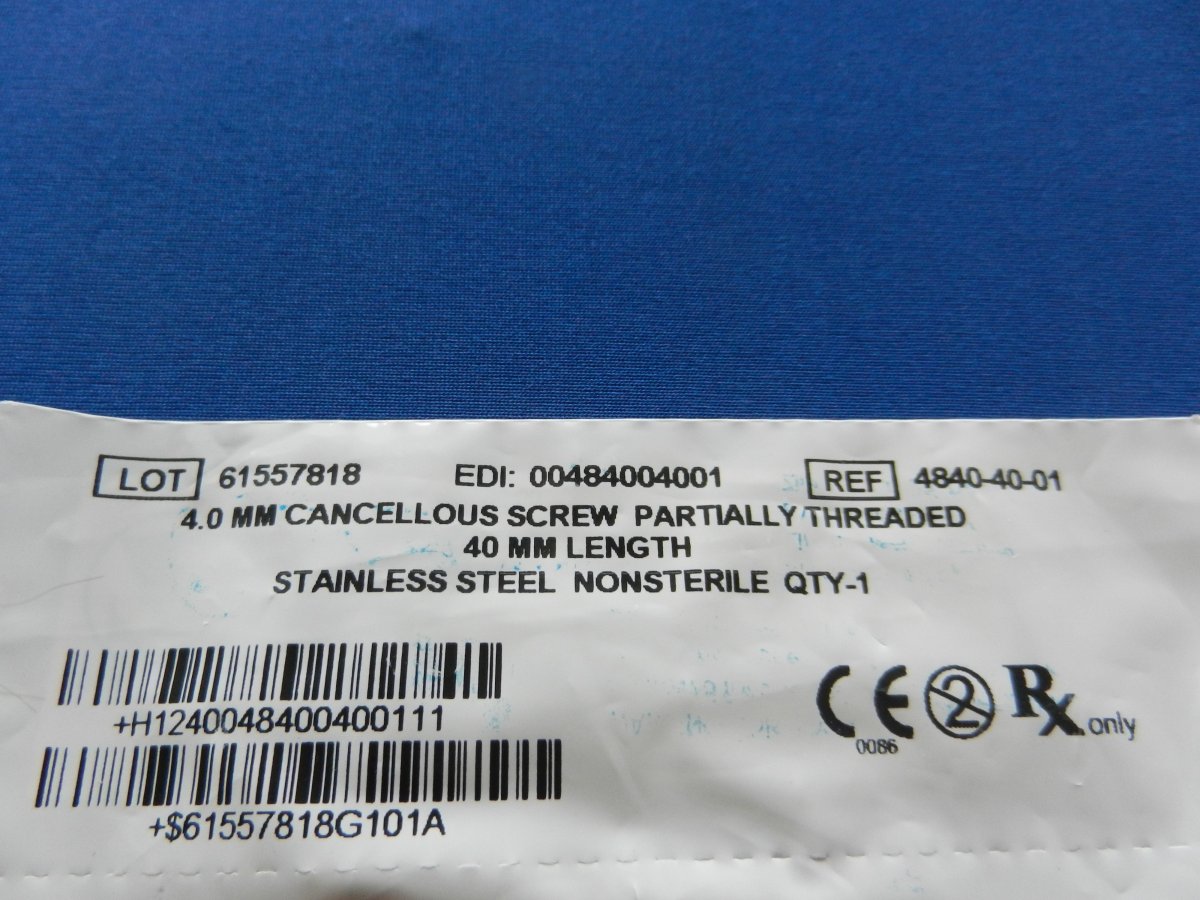 LOT 61557818 EDI: 00484004001 REF 4840-40-01
4.0 MM CANCELLOUS SCREW PARTIALLY THREADED
40 MM LENGTH
STAINLESS STEEL NONSTERILE QTY-1
+H1240048400400111
CE 2 Rx only
0086
+$61557818G101A